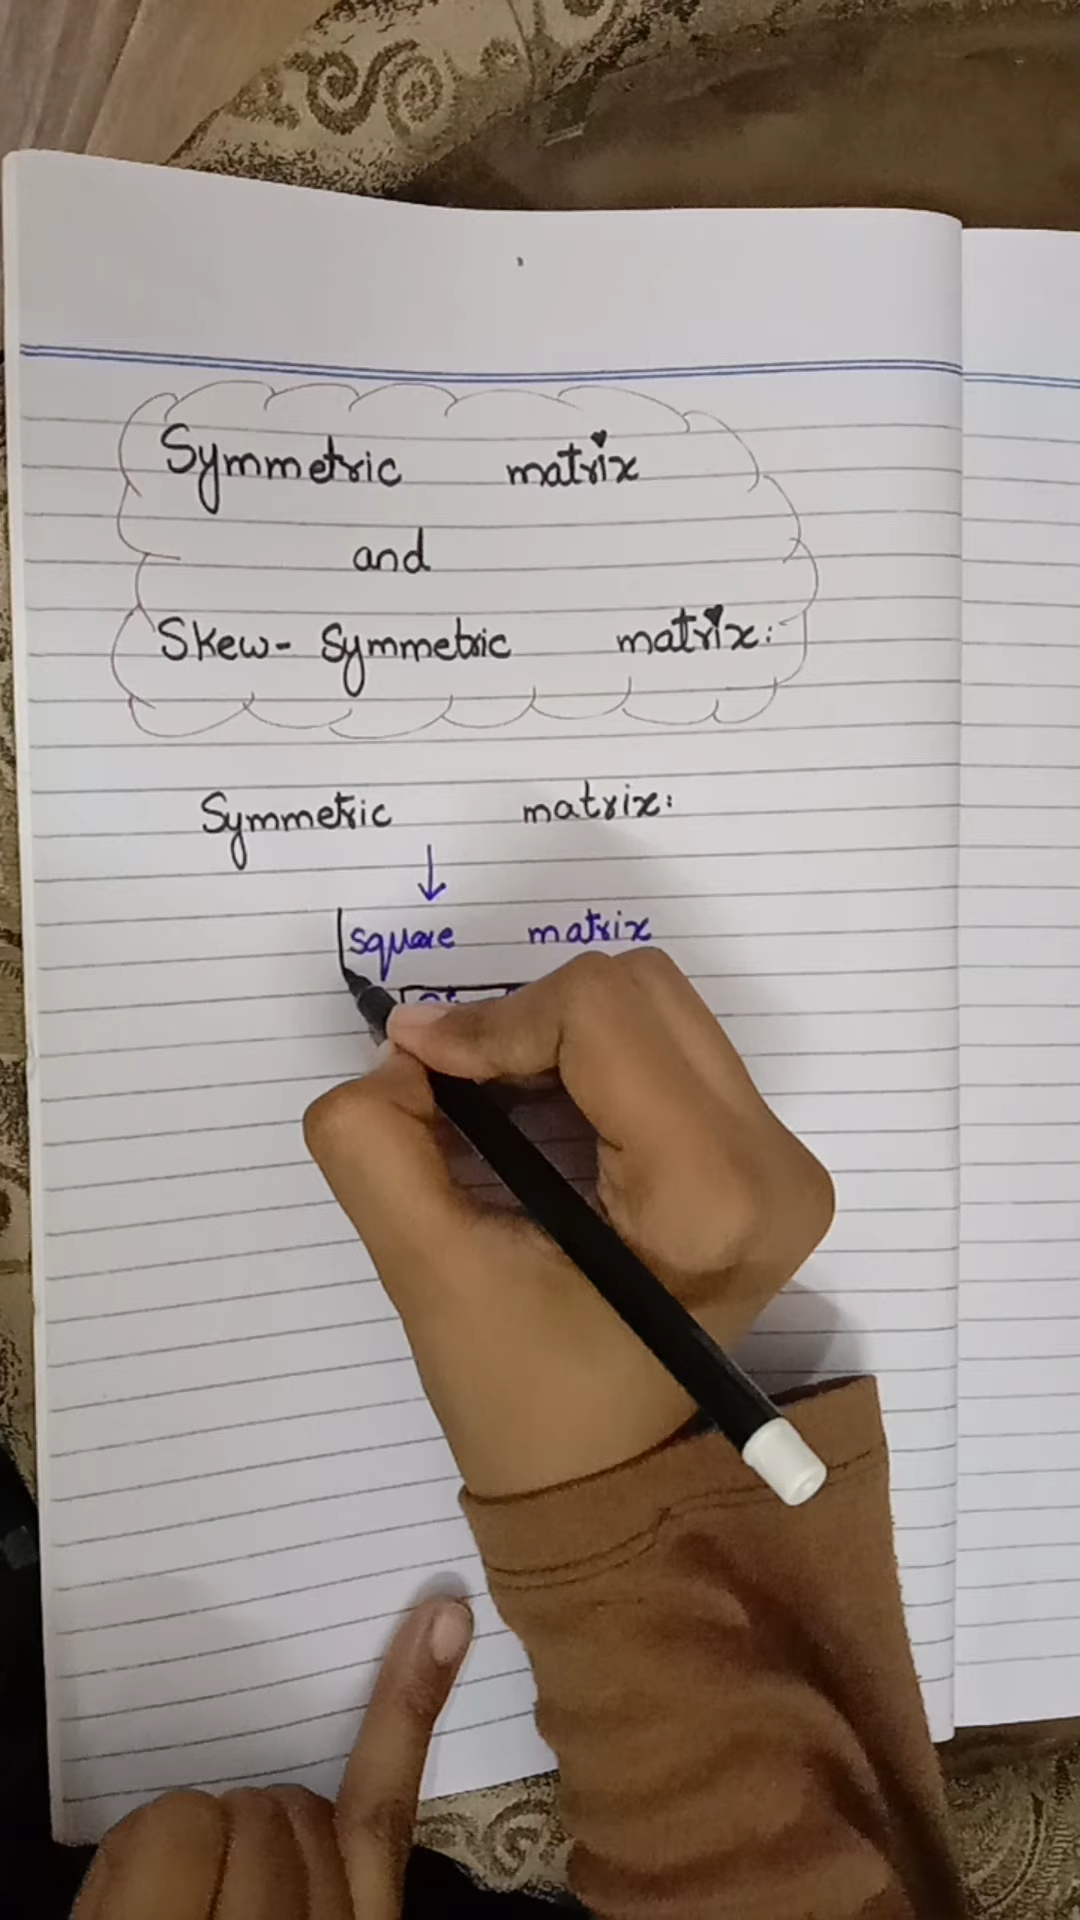 Symmetric matrix
and
Skew-Symmetric matrix:
Symmetric matrix:
square matrix